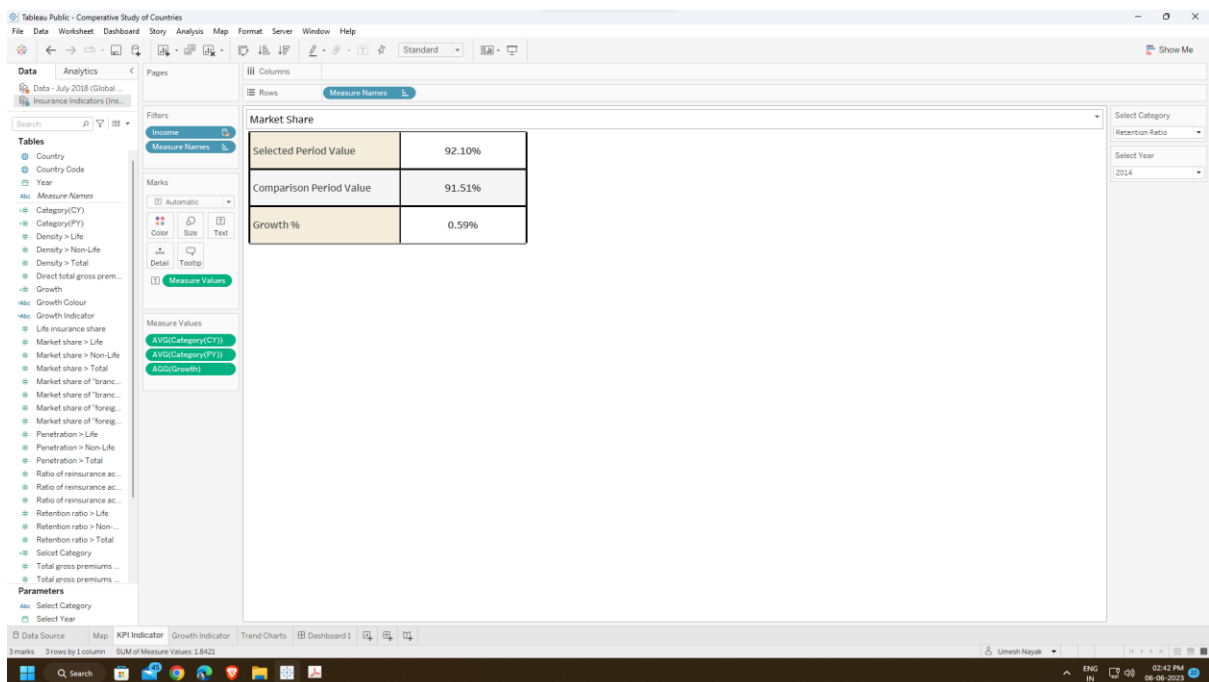 Tableau Public - Comperative Study of Countries
File Data Worksheet Dashboard Story Analysis Map Format Server Window Help
Standard
Show Me
Data Analytics
Data - July 2018 (Global ...
Insurance Indicators (Ins...
Search
Tables
Country
Country Code
Year
Abc Measure Names
Category(CY)
Category(PY)
Density > Life
Density > Non-Life
Density > Total
Direct total gross prem...
Growth
Abc Growth Colour
Abc Growth Indicator
Life insurance share
Market share > Life
Market share > Non-Life
Market share > Total
Market share of "branc...
Market share of "branc...
Market share of "foreig...
Market share of "foreig...
Penetration > Life
Penetration > Non-Life
Penetration > Total
Ratio of reinsurance ac...
Ratio of reinsurance ac...
Ratio of reinsurance ac...
Retention ratio > Life
Retention ratio > Non-...
Retention ratio > Total
Selcet Category
Total gross premiums ...
Total gross premiums ...
Parameters
Abc Select Category
Select Year
Pages
Filters
Income
Measure Names
Marks
Automatic
Color Size Text
Detail Tooltip
Measure Values
Measure Values
AVG(Category(CY))
AVG(Category(PY))
AGG(Growth)
Columns
Rows Measure Names
Market Share
Selected Period Value 92.10%
Comparison Period Value 91.51%
Growth % 0.59%
Select Category
Retention Ratio
Select Year
2014
Data Source Map KPI Indicator Growth Indicator Trend Charts Dashboard 1
3 marks 3 rows by 1 column SUM of Measure Values: 1.8421
Umesh Nayak
Search
45
ENG
IN
02:42 PM
06-06-2023
20